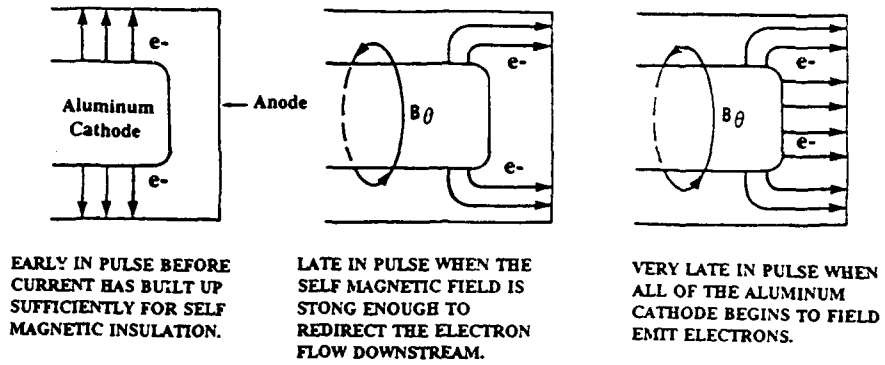 e-
Aluminum
Cathode
e-
Anode
e-
Bθ
e-
e-
Bθ
e-
EARLY IN PULSE BEFORE
CURRENT HAS BUILT UP
SUFFICIENTLY FOR SELF
MAGNETIC INSULATION.
LATE IN PULSE WHEN THE
SELF MAGNETIC FIELD IS
STONG ENOUGH TO
REDIRECT THE ELECTRON
FLOW DOWNSTREAM.
VERY LATE IN PULSE WHEN
ALL OF THE ALUMINUM
CATHODE BEGINS TO FIELD
EMIT ELECTRONS.